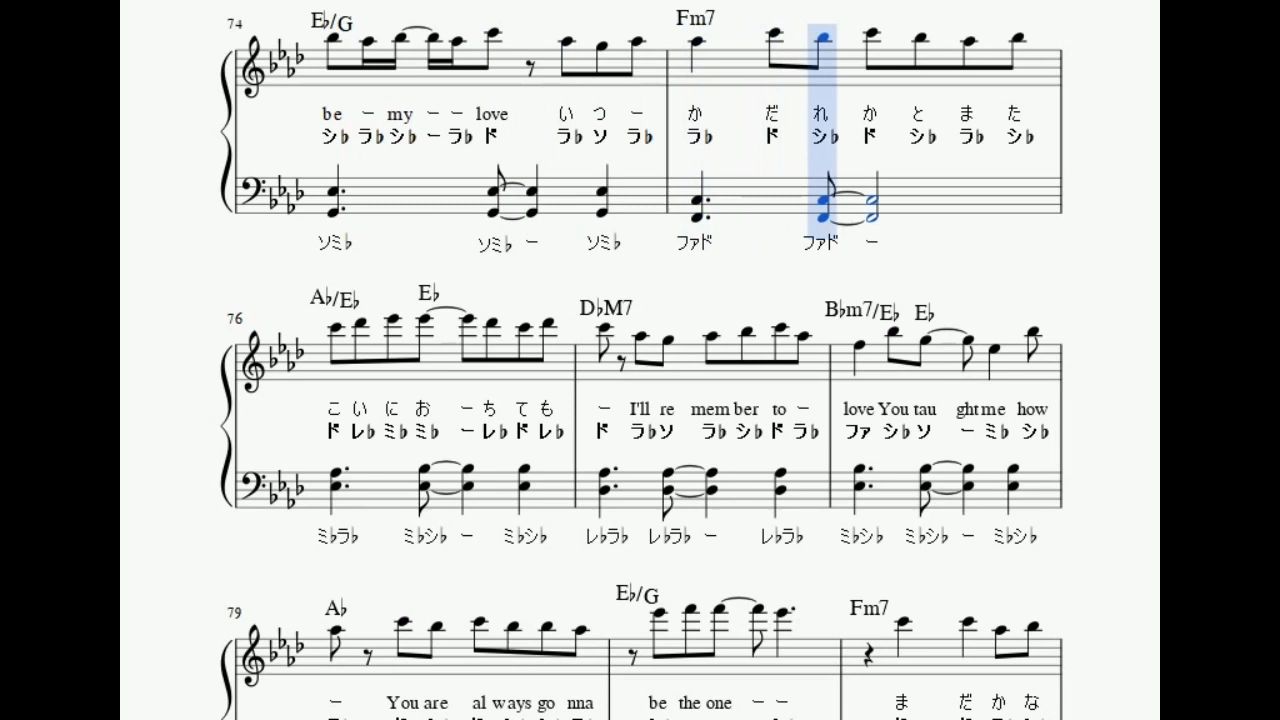 74 E♭/G Fm7
be ー my ー ー love い つ ー か だ れ か と ま た
シ♭ ラ♭ シ♭ ー ラ♭ ド ラ♭ ソ ラ♭ ラ♭ ド シ♭ ド シ♭ ラ♭ シ♭
ソミ♭ ソミ♭ ー ソミ♭ ファド ファド ー
76 A♭/E♭ E♭ D♭M7 B♭m7/E♭ E♭
こ い に お ー ち て も ー I'll re mem ber to ー love You tau ght me how
ド レ♭ ミ♭ ミ♭ ー レ♭ ド レ♭ ド ラ♭ ソ ラ♭ シ♭ ド ラ♭ ファ シ♭ ソ ー ミ♭ シ♭
ミ♭ラ♭ ミ♭シ♭ ー ミ♭シ♭ レ♭ラ♭ レ♭ラ♭ ー レ♭ラ♭ ミ♭シ♭ ミ♭シ♭ ー ミ♭シ♭
79 A♭ E♭/G Fm7
ー You are al ways go nna be the one ー ー ま だ か な